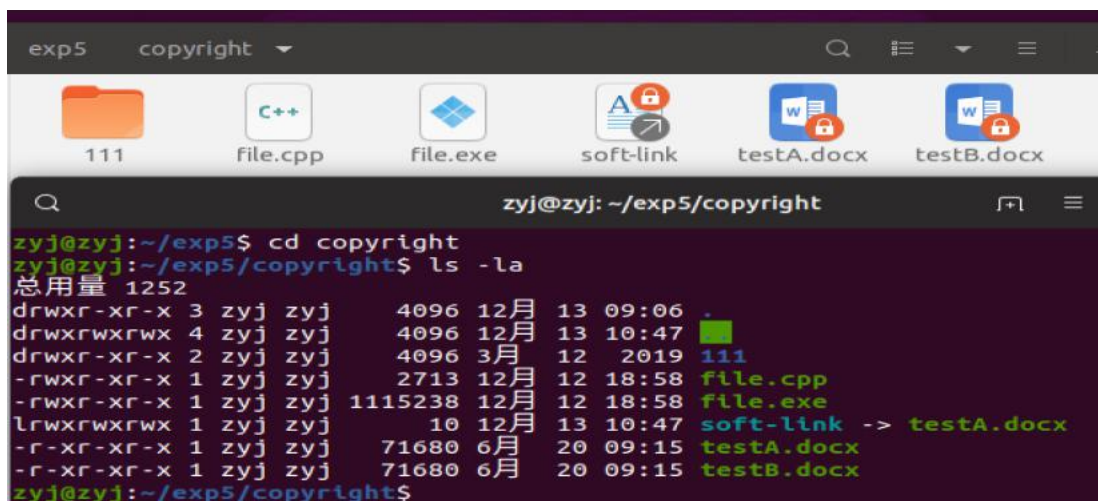 exp5 copyright
C++
A
W
W
111 file.cpp file.exe soft-link testA.docx testB.docx
zyj@zyj: ~/exp5/copyright
zyj@zyj:~/exp5$ cd copyright
zyj@zyj:~/exp5/copyright$ ls -la
总用量 1252
drwxr-xr-x 3 zyj zyj 4096 12月 13 09:06 .
drwxrwxrwx 4 zyj zyj 4096 12月 13 10:47 ..
drwxr-xr-x 2 zyj zyj 4096 3月 12 2019 111
-rwxr-xr-x 1 zyj zyj 2713 12月 12 18:58 file.cpp
-rwxr-xr-x 1 zyj zyj 1115238 12月 12 18:58 file.exe
lrwxrwxrwx 1 zyj zyj 10 12月 13 10:47 soft-link -> testA.docx
-r-xr-xr-x 1 zyj zyj 71680 6月 20 09:15 testA.docx
-r-xr-xr-x 1 zyj zyj 71680 6月 20 09:15 testB.docx
zyj@zyj:~/exp5/copyright$